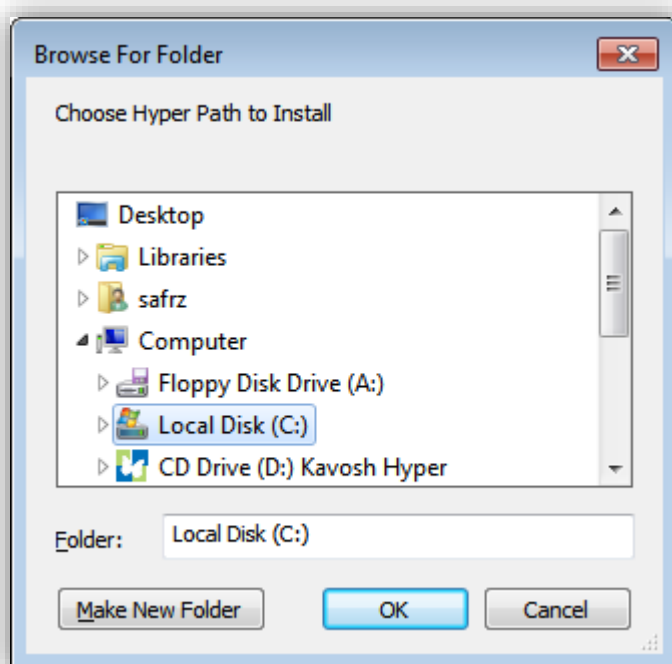 Browse For Folder
Choose Hyper Path to Install
Desktop
Libraries
safrz
Computer
Floppy Disk Drive (A:)
Local Disk (C:)
CD Drive (D:) Kavosh Hyper
Folder: Local Disk (C:)
Make New Folder OK Cancel